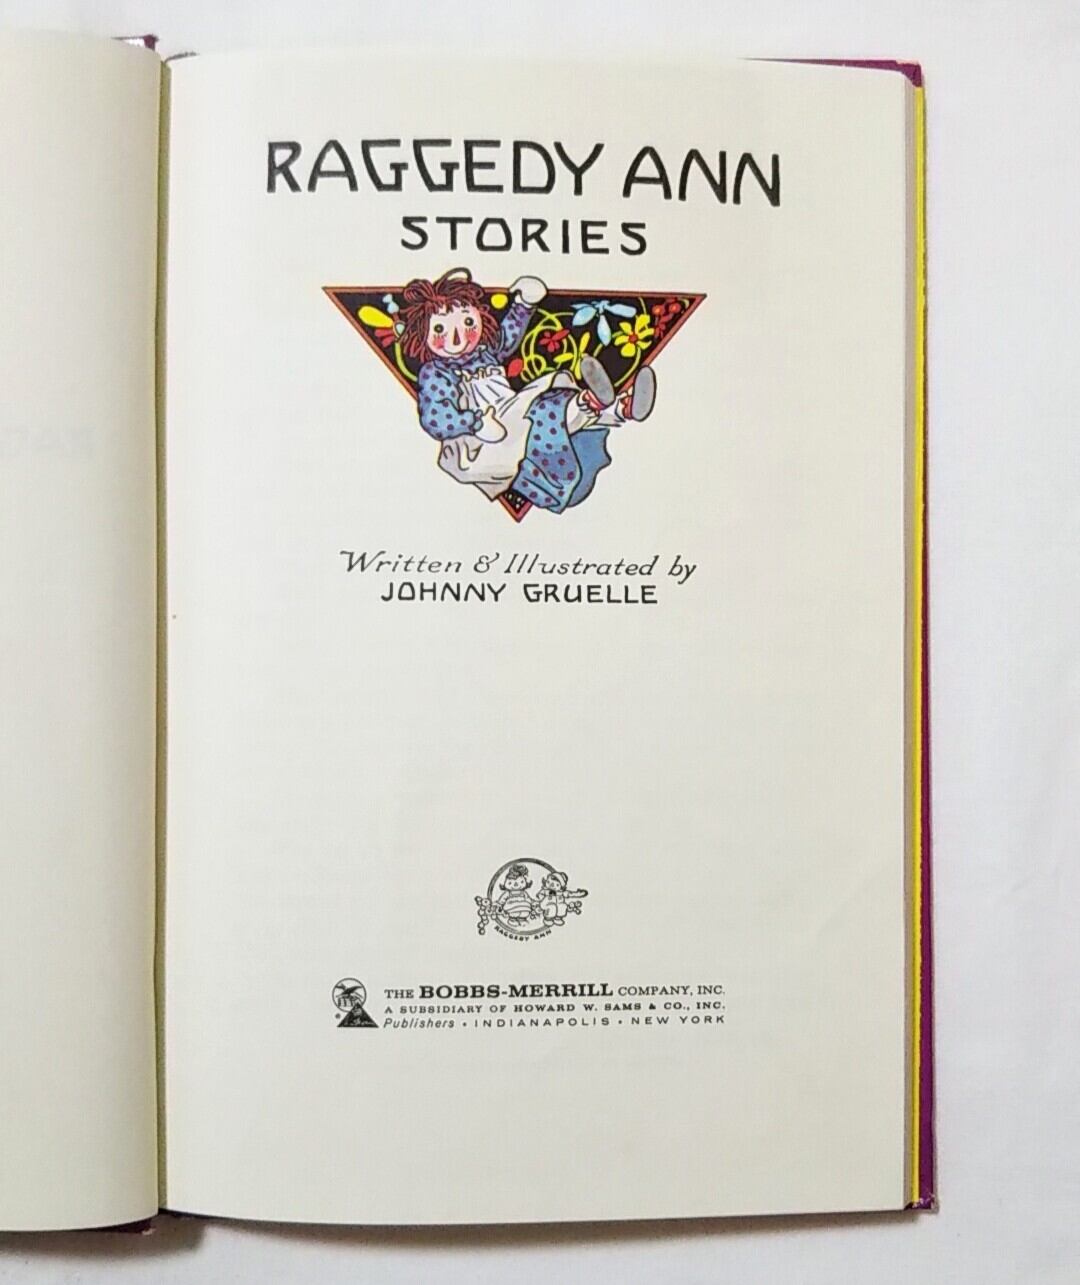 RAGGEDY ANN
STORIES
Written & Illustrated by
JOHNNY GRUELLE
RAGGEDY ANN
THE BOBBS-MERRILL COMPANY, INC.
A SUBSIDIARY OF HOWARD W. SAMS & CO., INC.
Publishers • INDIANAPOLIS • NEW YORK